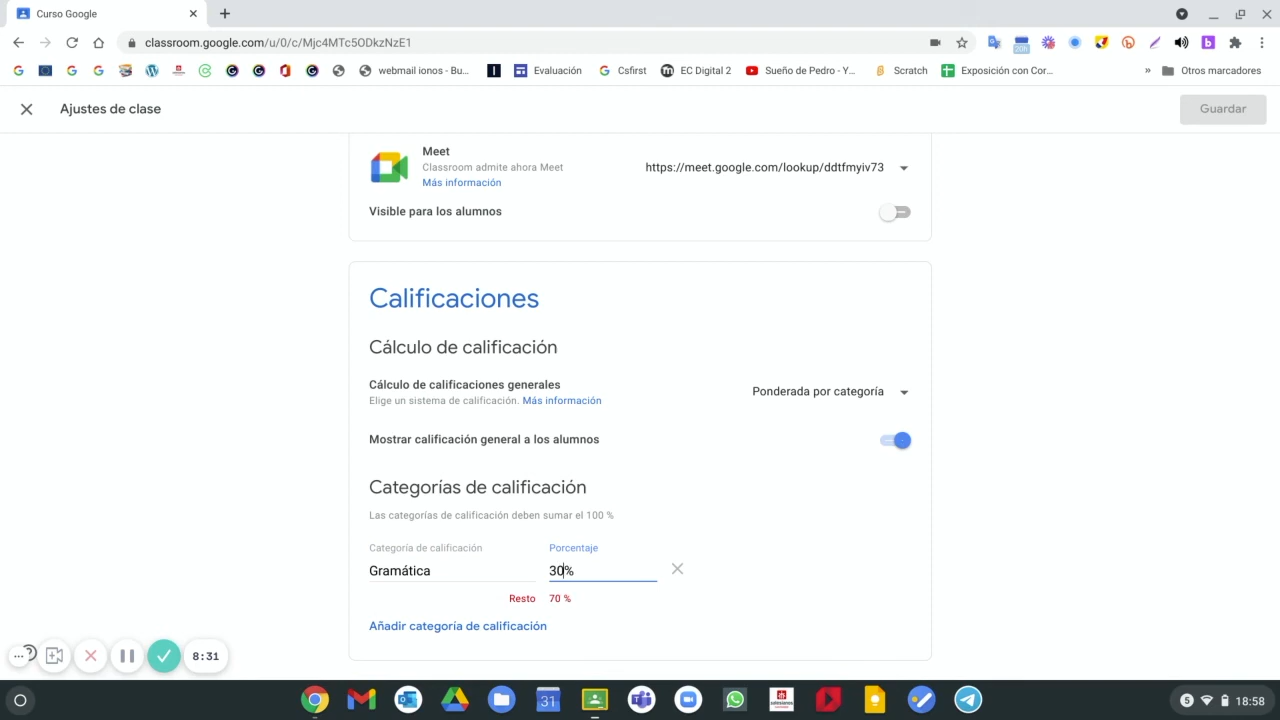 Curso Google
classroom.google.com/u/0/c/Mjc4MTc5ODkzNzE1
20h
webmail ionos - Bu...
Evaluación
Csfirst
EC Digital 2
Sueño de Pedro - Y...
Scratch
Exposición con Cor...
»
Otros marcadores
Ajustes de clase
Guardar
Meet
Classroom admite ahora Meet
Más información
https://meet.google.com/lookup/ddtfmyiv73
Visible para los alumnos
Calificaciones
Cálculo de calificación
Cálculo de calificaciones generales
Elige un sistema de calificación. Más información
Ponderada por categoría
Mostrar calificación general a los alumnos
Categorías de calificación
Las categorías de calificación deben sumar el 100 %
Categoría de calificación
Porcentaje
Gramática
30%
Resto 70 %
Añadir categoría de calificación
8:31
31
5
18:58